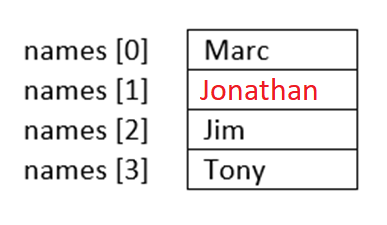 names [0] Marc
names [1] Jonathan
names [2] Jim
names [3] Tony